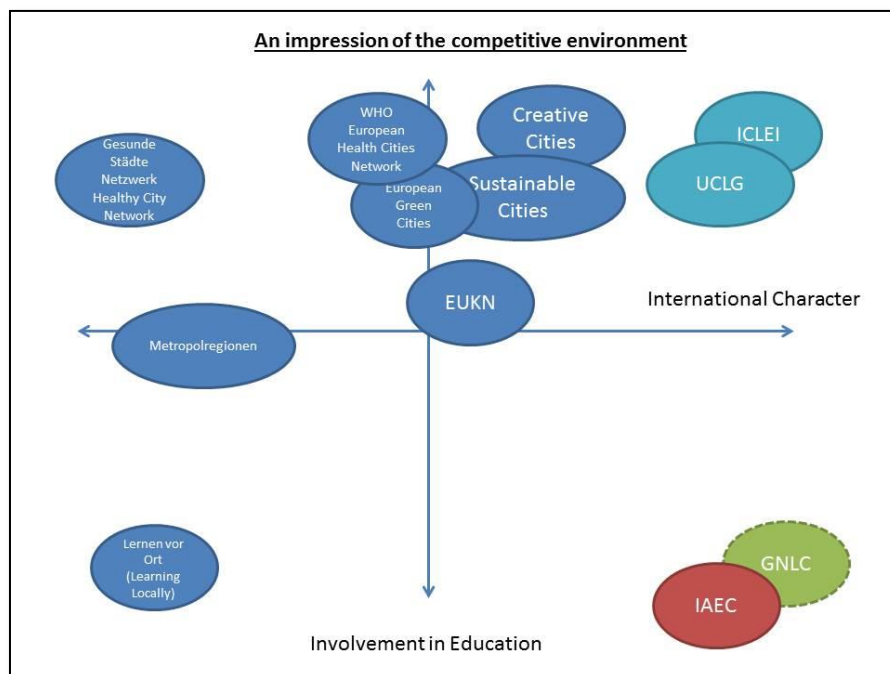 An impression of the competitive environment
WHO
European
Health Cities
Network
Creative
Cities
ICLEI
Gesunde
Städte
Netzwerk
Healthy City
Network
European
Green
Cities
Sustainable
Cities
UCLG
EUKN
International Character
Metropolregionen
Lernen vor
Ort
(Learning
Locally)
GNLC
IAEC
Involvement in Education